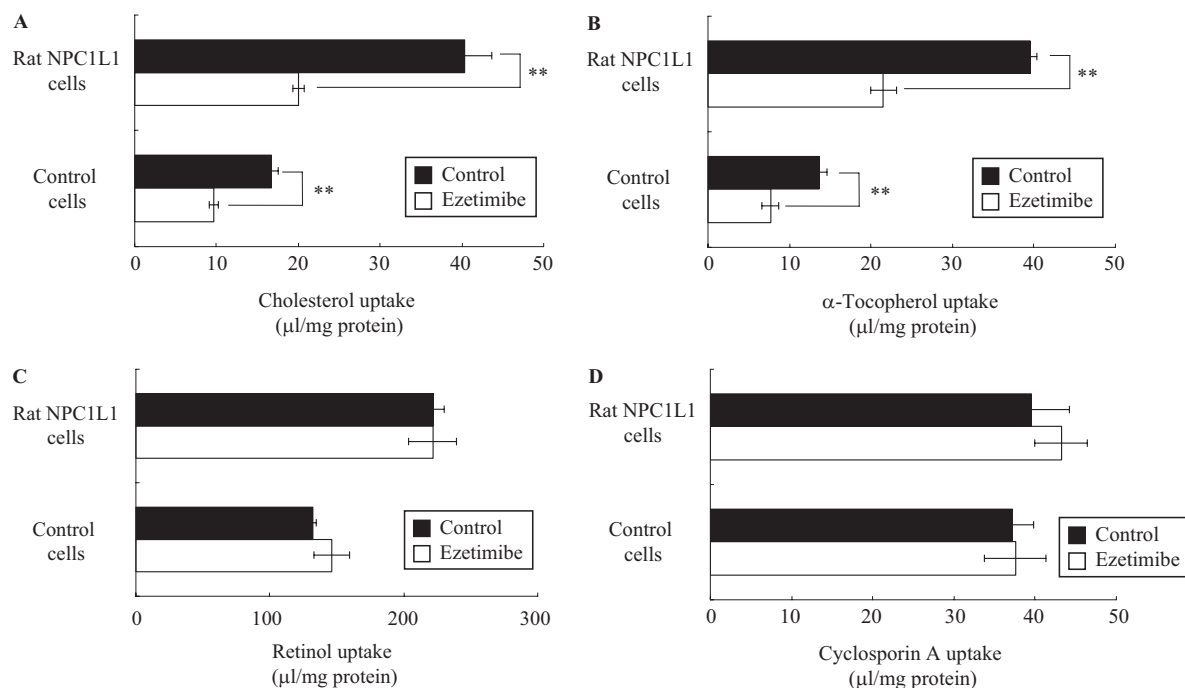 A
Rat NPC1L1
cells
**
Control
cells
**
Control
Ezetimibe
0 10 20 30 40 50
Cholesterol uptake
(μl/mg protein)
B
Rat NPC1L1
cells
**
Control
cells
**
Control
Ezetimibe
0 10 20 30 40 50
α-Tocopherol uptake
(μl/mg protein)
C
Rat NPC1L1
cells
Control
cells
Control
Ezetimibe
0 100 200 300
Retinol uptake
(μl/mg protein)
D
Rat NPC1L1
cells
Control
cells
Control
Ezetimibe
0 10 20 30 40 50
Cyclosporin A uptake
(μl/mg protein)